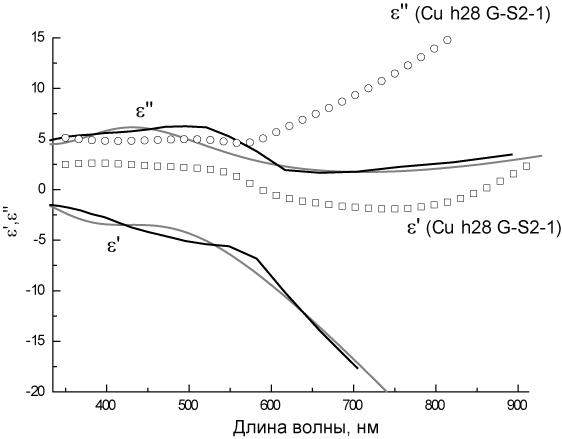 ε'' (Cu h28 G-S2-1)
15
10
5
0
-5
-10
-15
-20
ε',ε''
ε''
ε'
ε' (Cu h28 G-S2-1)
400 500 600 700 800 900
Длина волны, нм